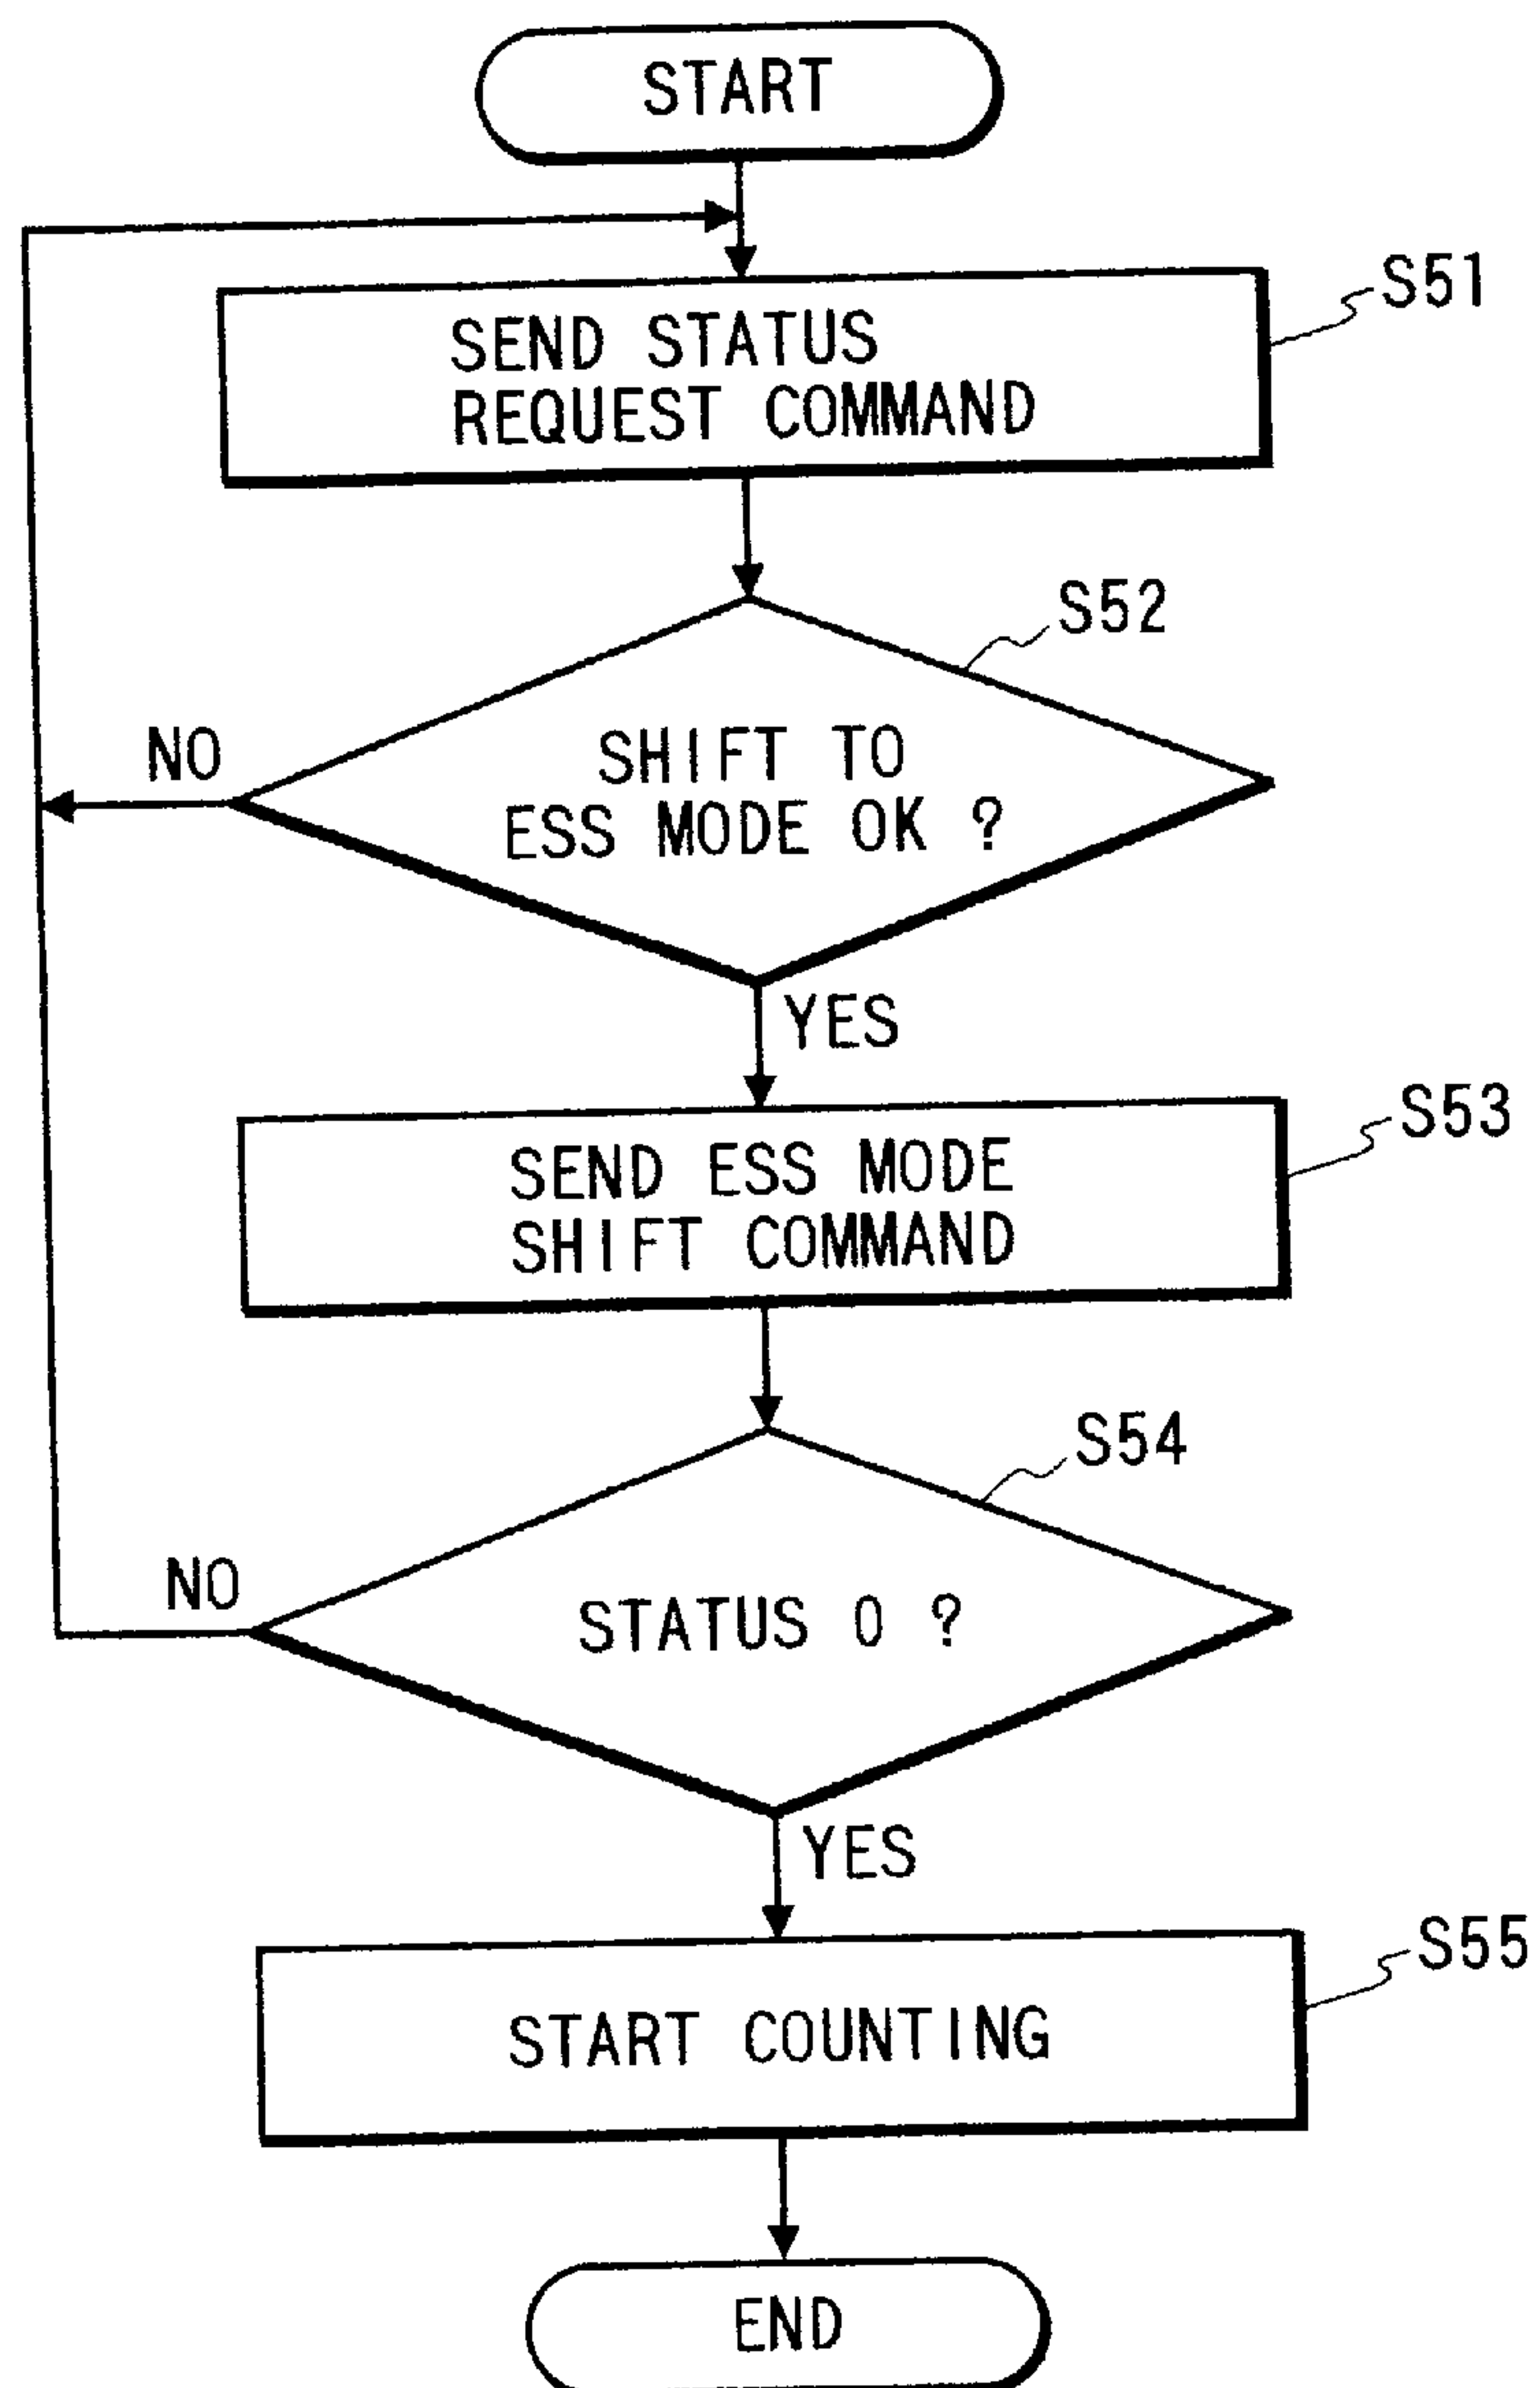 START
S51
SEND STATUS
REQUEST COMMAND
S52
NO
SHIFT TO
ESS MODE OK ?
YES
S53
SEND ESS MODE
SHIFT COMMAND
S54
NO
STATUS 0 ?
YES
S55
START COUNTING
END